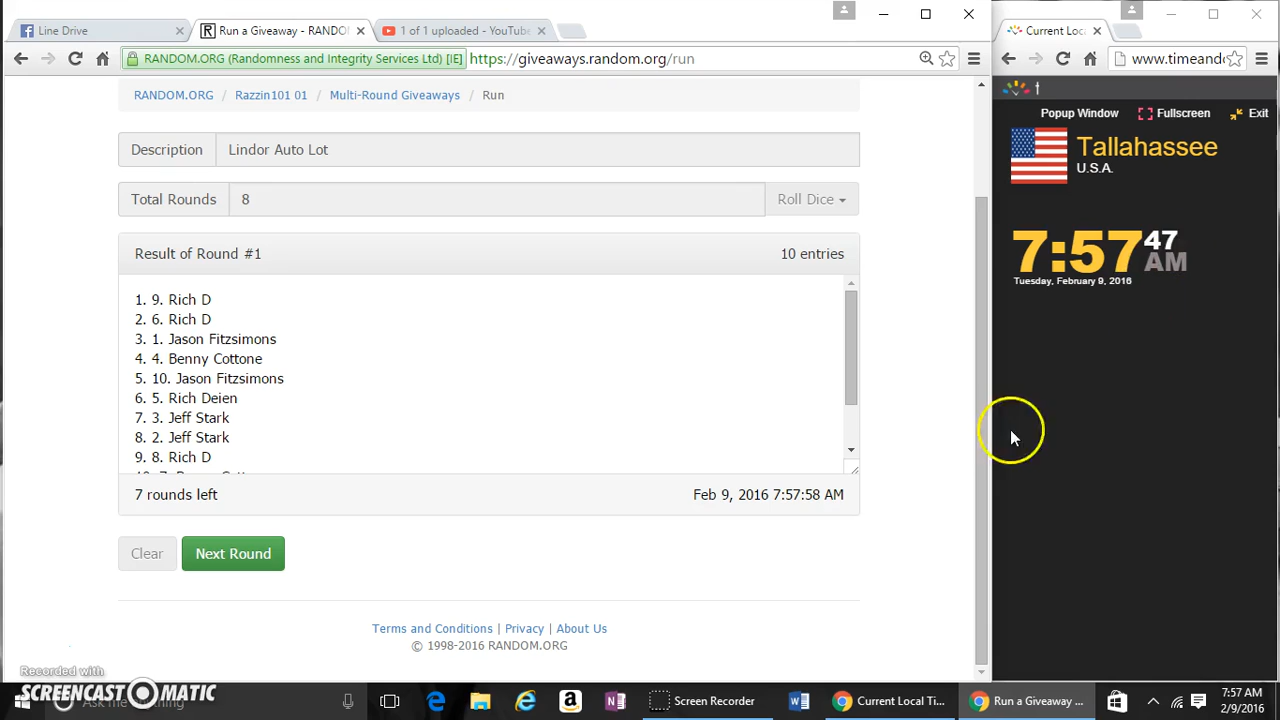 Line Drive
Run a Giveaway - RANDO
1 of 1 uploaded - YouTube
Current Loc
RANDOM.ORG (Randomness and Integrity Services Ltd) [IE]
https://giveaways.random.org/run
www.timeand
RANDOM.ORG / Razzin101 01 / Multi-Round Giveaways / Run
Popup Window Fullscreen Exit
Description Lindor Auto Lot
Tallahassee
U.S.A.
Total Rounds 8 Roll Dice
Result of Round #1 10 entries
7:57 47 AM
Tuesday, February 9, 2016
1. 9. Rich D
2. 6. Rich D
3. 1. Jason Fitzsimons
4. 4. Benny Cottone
5. 10. Jason Fitzsimons
6. 5. Rich Deien
7. 3. Jeff Stark
8. 2. Jeff Stark
9. 8. Rich D
7 rounds left Feb 9, 2016 7:57:58 AM
Clear Next Round
Terms and Conditions | Privacy | About Us
© 1998-2016 RANDOM.ORG
Recorded with
SCREENCAST-O-MATIC
Screen Recorder
Current Local Ti...
Run a Giveaway ...
7:57 AM
2/9/2016